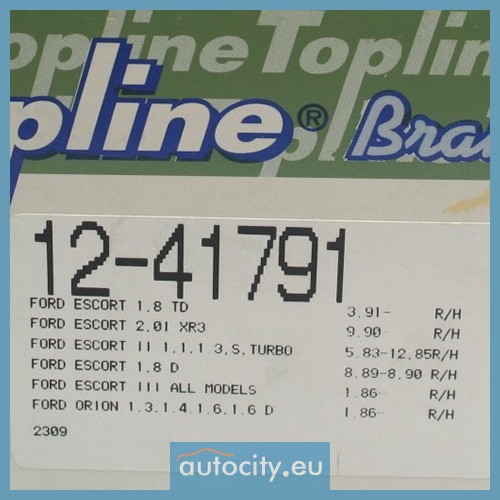 topline Topline
pline® Bra
12-41791
FORD ESCORT 1.8 TD 3.91- R/H
FORD ESCORT 2.0I XR3 9.90- R/H
FORD ESCORT II 1,1,1 3,S,TURBO 5.83-12.85R/H
FORD ESCORT 1.8 D 8.89-8.90 R/H
FORD ESCORT III ALL MODELS 1.86- R/H
FORD ORION 1.3,1.4,1.6,1.6 D 1.86- R/H
2309
autocity.eu